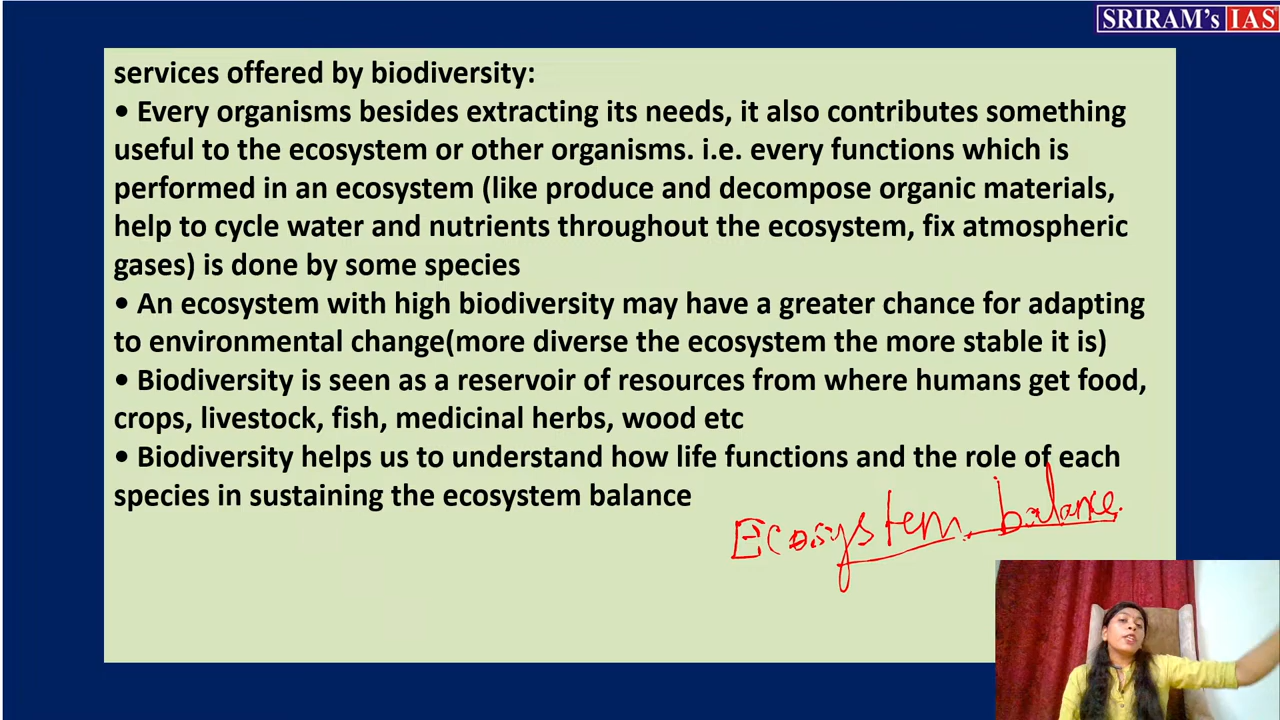 SRIRAM's IAS
services offered by biodiversity:
• Every organisms besides extracting its needs, it also contributes something
useful to the ecosystem or other organisms. i.e. every functions which is
performed in an ecosystem (like produce and decompose organic materials,
help to cycle water and nutrients throughout the ecosystem, fix atmospheric
gases) is done by some species
• An ecosystem with high biodiversity may have a greater chance for adapting
to environmental change(more diverse the ecosystem the more stable it is)
• Biodiversity is seen as a reservoir of resources from where humans get food,
crops, livestock, fish, medicinal herbs, wood etc
• Biodiversity helps us to understand how life functions and the role of each
species in sustaining the ecosystem balance
Ecosystem balance.